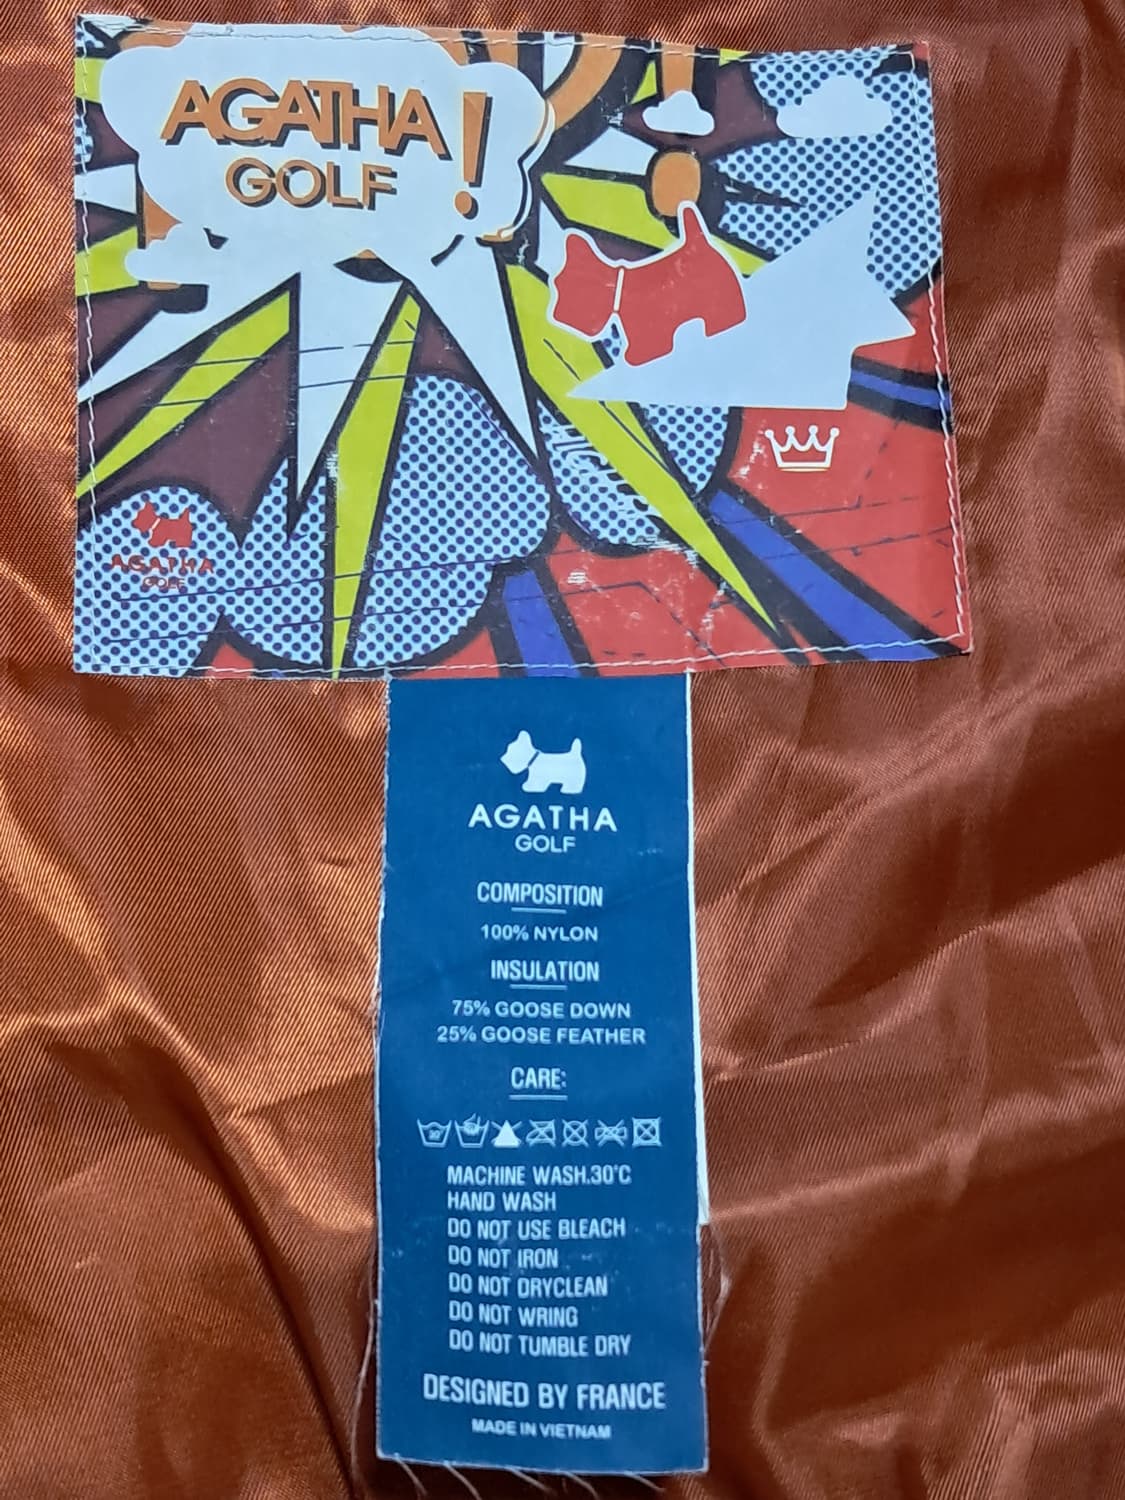 AGATHA
GOLF !
AGATHA
GOLF
AGATHA
GOLF
COMPOSITION
100% NYLON
INSULATION
75% GOOSE DOWN
25% GOOSE FEATHER
CARE:
MACHINE WASH.30°C
HAND WASH
DO NOT USE BLEACH
DO NOT IRON
DO NOT DRYCLEAN
DO NOT WRING
DO NOT TUMBLE DRY
DESIGNED BY FRANCE
MADE IN VIETNAM